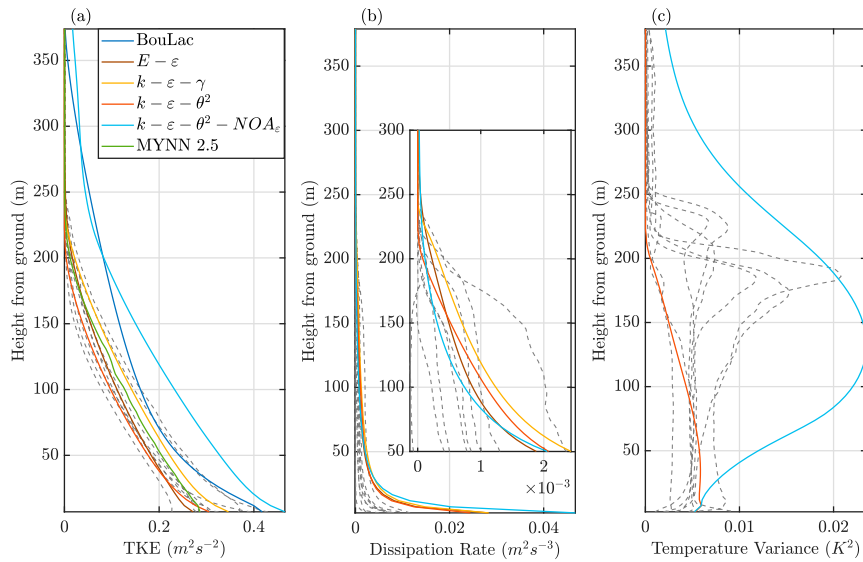 (a)
(b)
(c)
BouLac
E − ε
k − ε − γ
k − ε − θ²
k − ε − θ² − NOA_ε
MYNN 2.5
Height from ground (m)
350
300
250
200
150
100
50
0
0.2
0.4
TKE (m²s⁻²)
Height from ground (m)
350
300
250
200
150
100
50
0
0.02
0.04
Dissipation Rate (m²s⁻³)
300
250
200
150
100
50
0
1
2
×10⁻³
Height from ground (m)
350
300
250
200
150
100
50
0
0.01
0.02
Temperature Variance (K²)